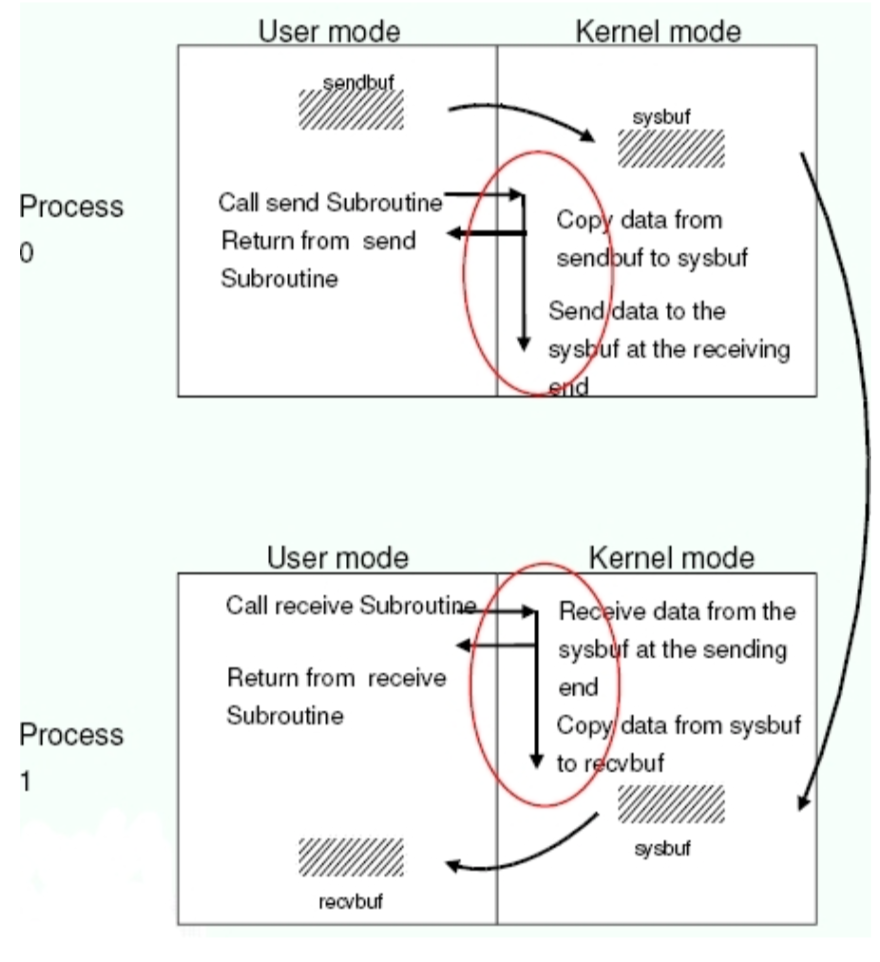 User mode
Kernel mode
sendbuf
sysbuf
Process
0
Call send Subroutine
Return from send
Subroutine
Copy data from
sendbuf to sysbuf
Send data to the
sysbuf at the receiving
end
User mode
Kernel mode
Process
1
Call receive Subroutine
Return from receive
Subroutine
Receive data from the
sysbuf at the sending
end
Copy data from sysbuf
to recvbuf
sysbuf
recvbuf